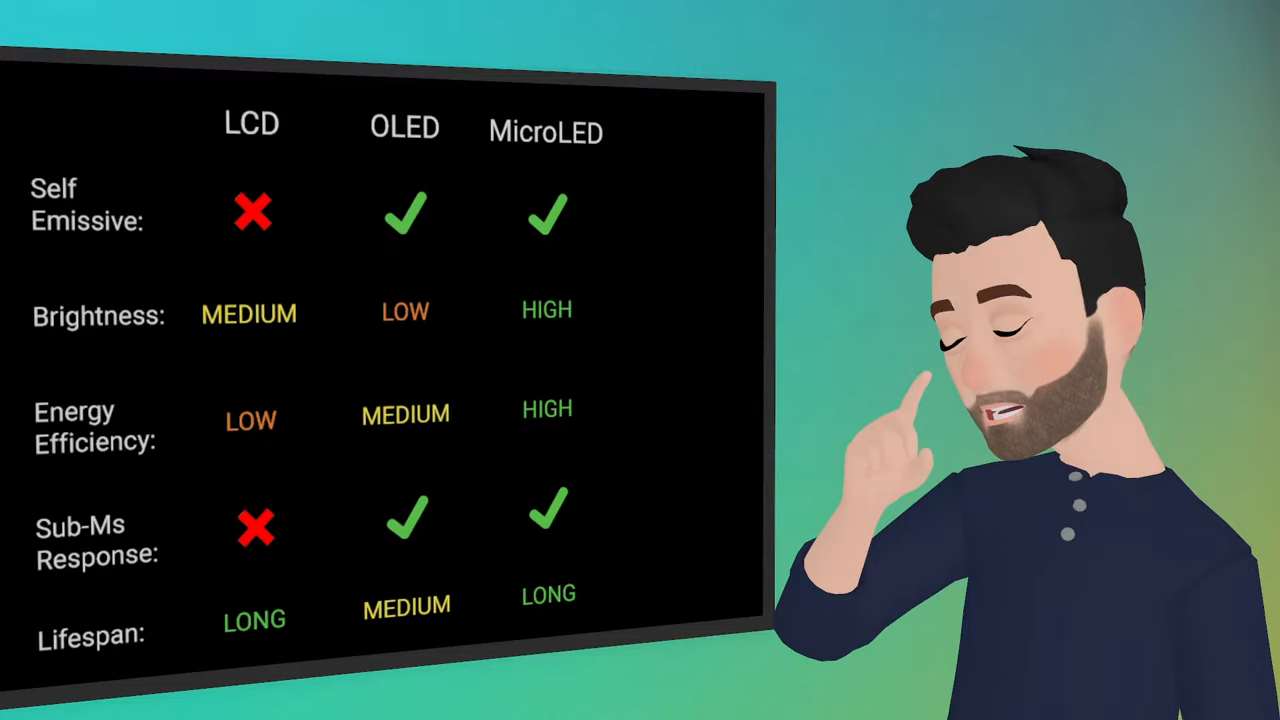 LCD OLED MicroLED
Self
Emissive:
Brightness: MEDIUM LOW HIGH
Energy
Efficiency: LOW MEDIUM HIGH
Sub-Ms
Response:
Lifespan: LONG MEDIUM LONG